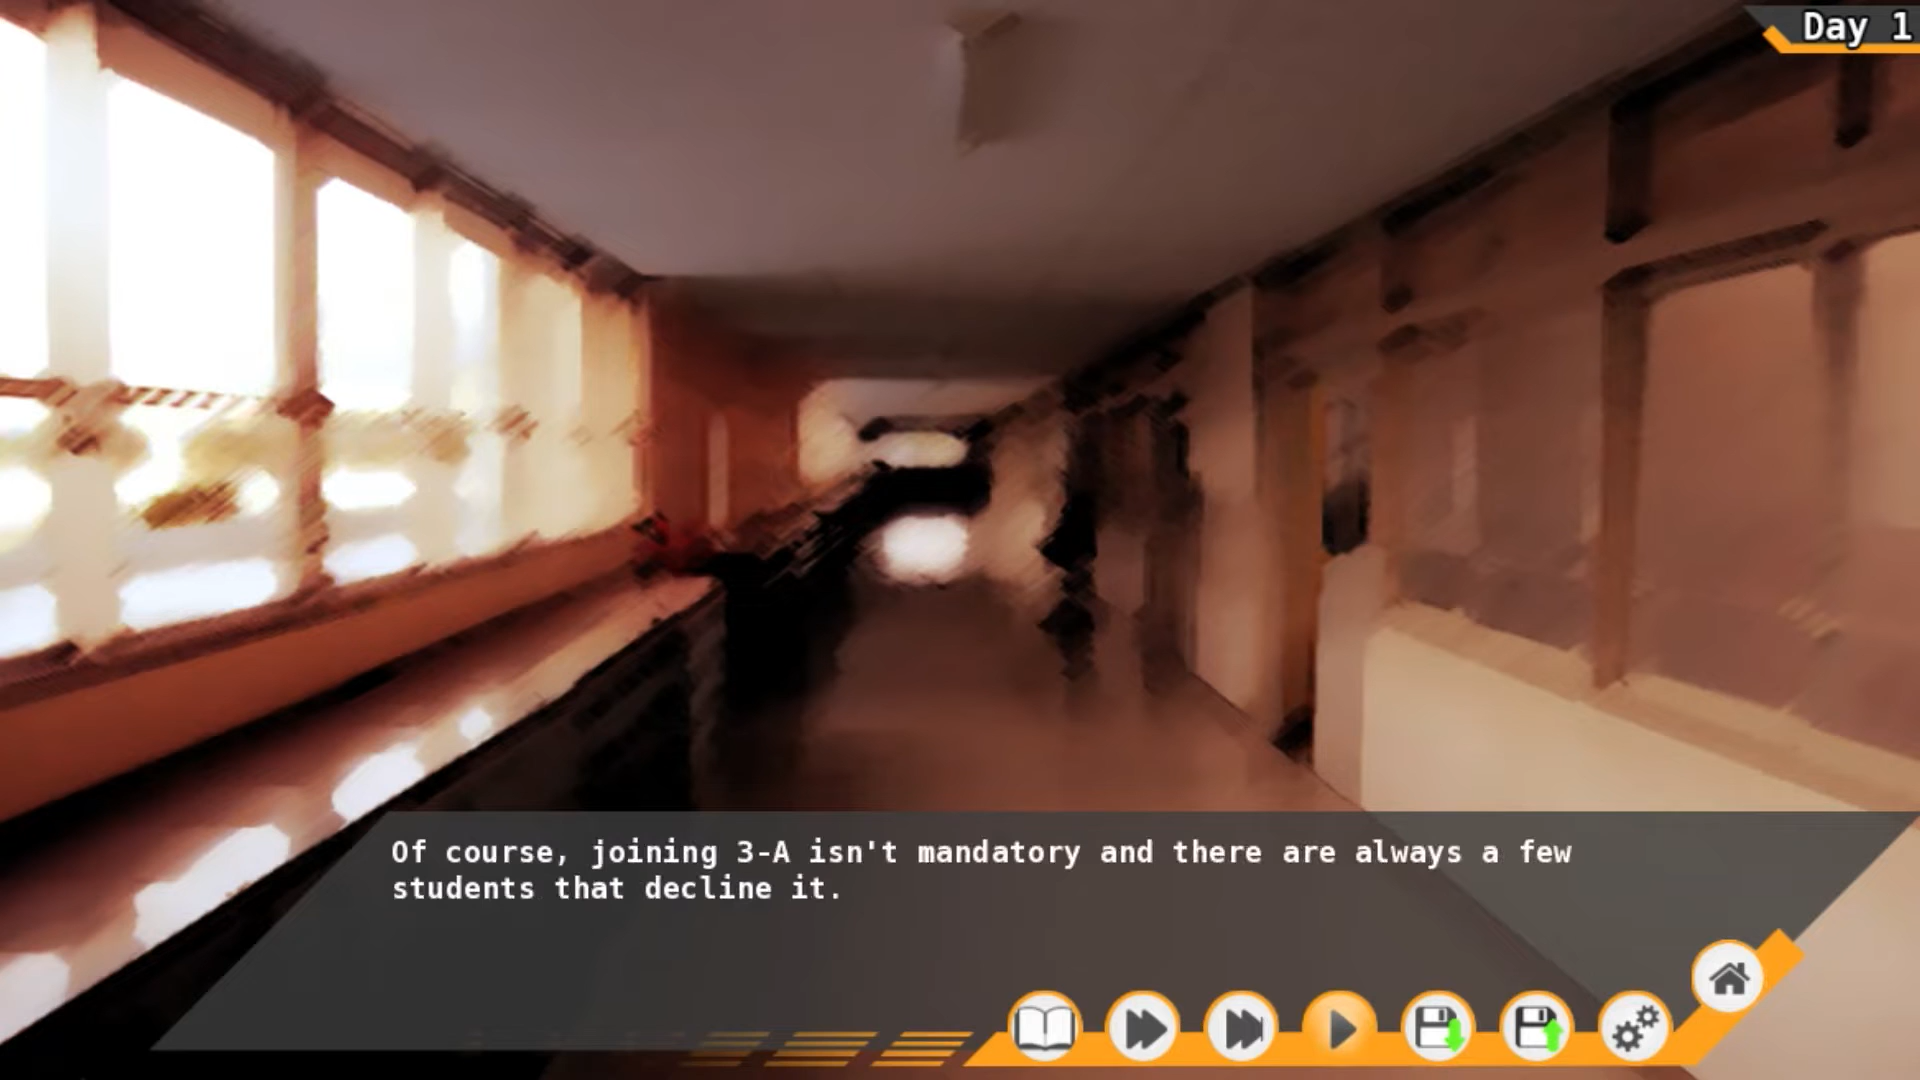 Day 1
Of course, joining 3-A isn't mandatory and there are always a few
students that decline it.